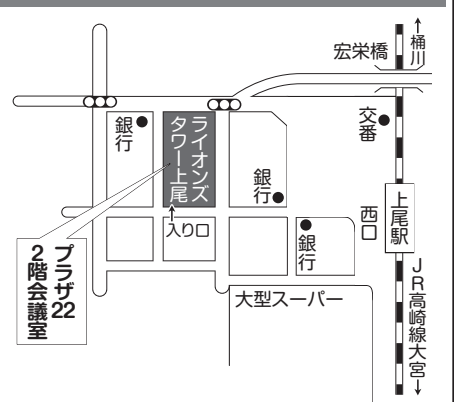 ↑桶川
宏栄橋
交番
銀行
ライオンズ
タワー上尾
銀行
西口
上尾駅
↑
入り口
銀行
プラザ22
2階会議室
大型スーパー
JR高崎線大宮↓